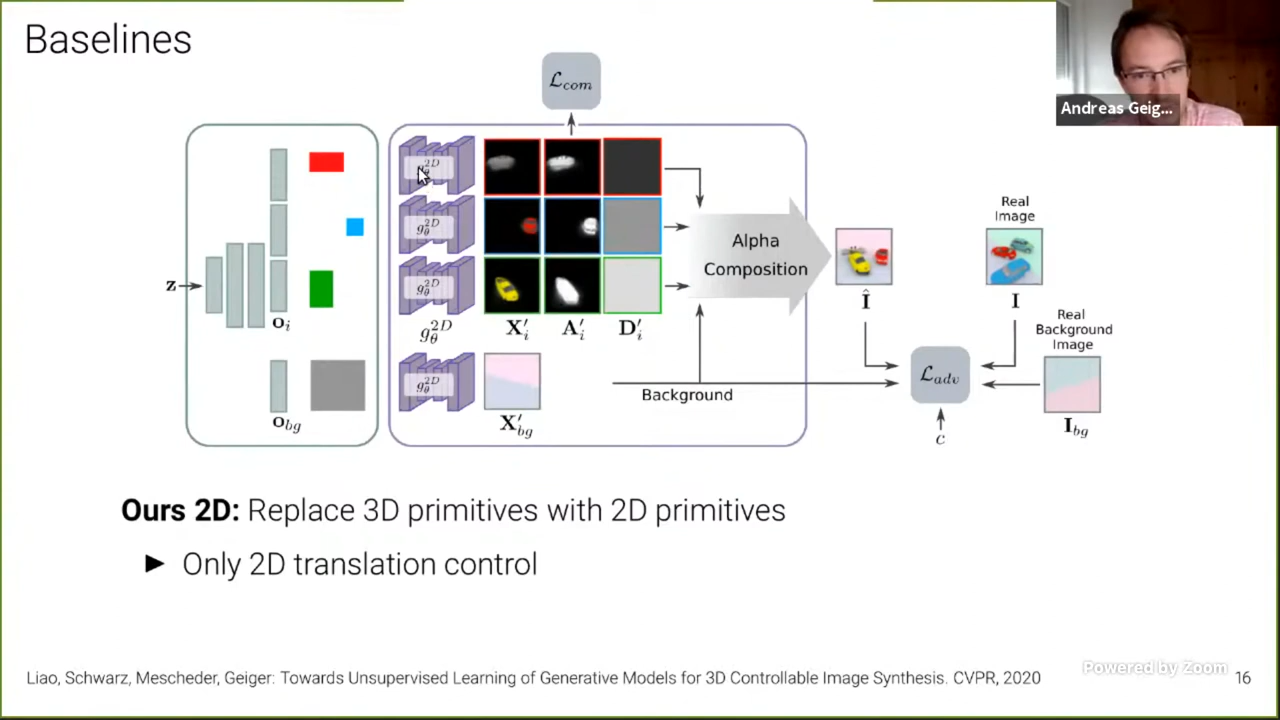 Baselines
Andreas Geig...
ℒcom
g_θ^2D
g_θ^2D
g_θ^2D
g_θ^2D
g_θ^2D
z
o_i
o_bg
X′_i
A′_i
D′_i
X′_bg
Alpha
Composition
Background
Î
Real
Image
I
Real
Background
Image
I_bg
ℒadv
c
Ours 2D: Replace 3D primitives with 2D primitives
► Only 2D translation control
Liao, Schwarz, Mescheder, Geiger: Towards Unsupervised Learning of Generative Models for 3D Controllable Image Synthesis. CVPR, 2020
Powered by Zoom
16